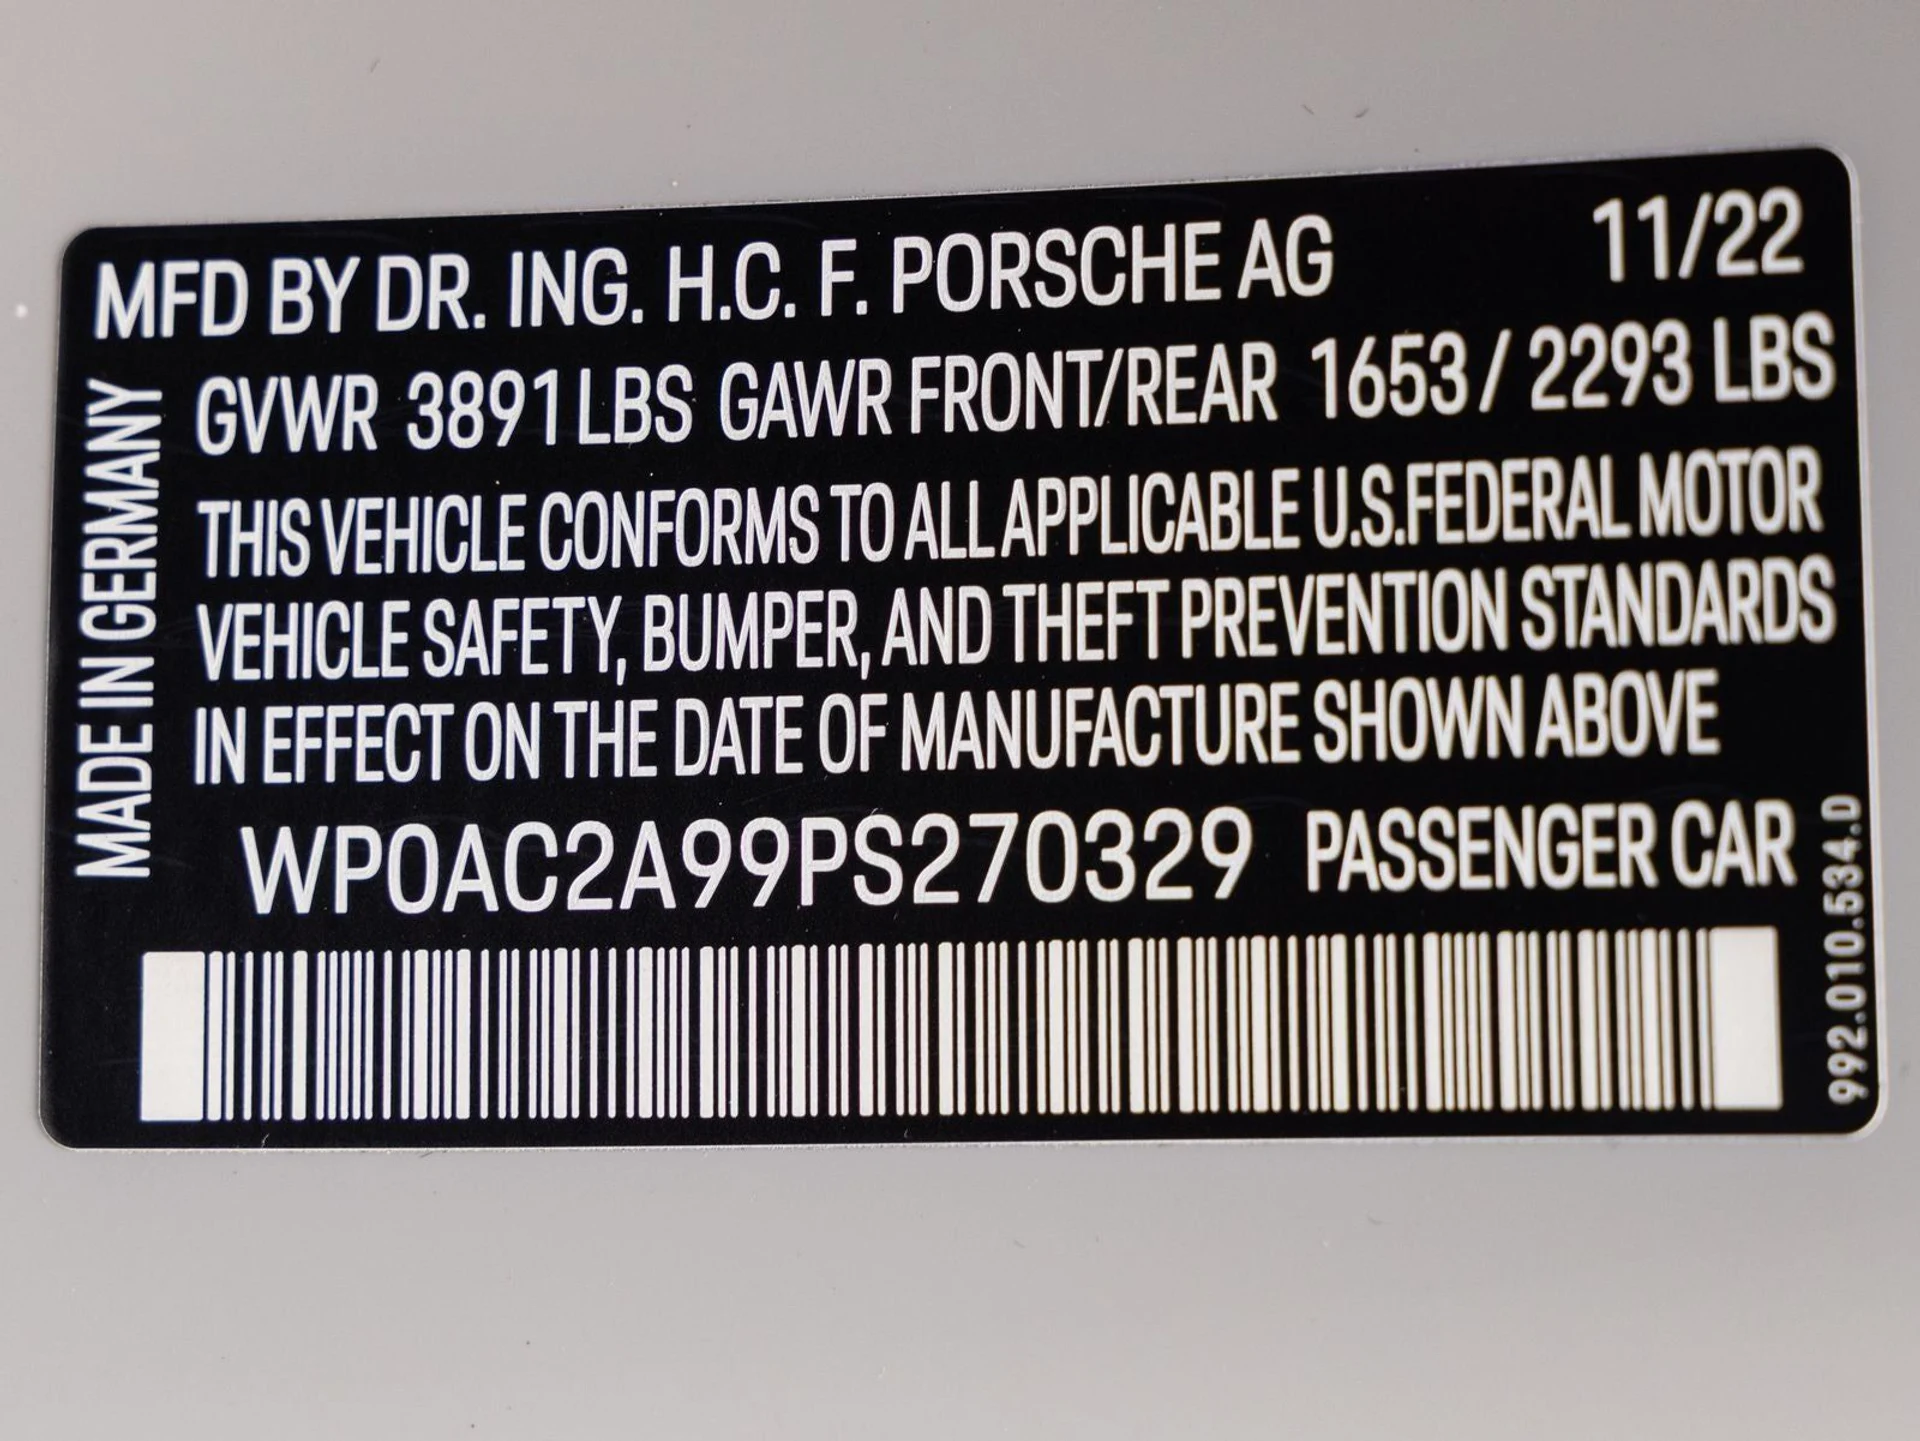 MFD BY DR. ING. H.C. F. PORSCHE AG 11/22
GVWR 3891 LBS GAWR FRONT/REAR 1653 / 2293 LBS
THIS VEHICLE CONFORMS TO ALL APPLICABLE U.S.FEDERAL MOTOR
VEHICLE SAFETY, BUMPER, AND THEFT PREVENTION STANDARDS
IN EFFECT ON THE DATE OF MANUFACTURE SHOWN ABOVE
WP0AC2A99PS270329 PASSENGER CAR
MADE IN GERMANY
992.010.534.D